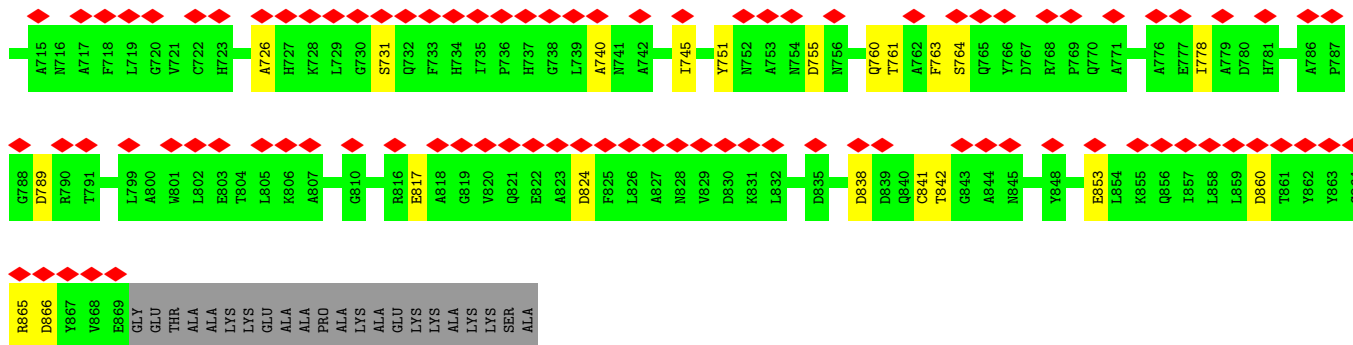 A715 N716 A717 F718 L719 G720 V721 C722 H723 A726 H727 K728 L729 G730 S731 Q732 F733 H734 I735 P736 H737 G738 L739 A740 N741 A742 I745 Y751 N752 A753 N754 D755 N756 Q760 T761 A762 F763 S764 Q765 Y766 D767 R768 P769 Q770 A771 A776 E777 I778 A779 D780 H781 A786 P787
G788 D789 R790 T791 L799 A800 W801 L802 E803 T804 L805 K806 A807 G810 R816 E817 A818 G819 V820 Q821 E822 A823 D824 F825 L826 A827 N828 V829 D830 K831 L832 D835 D838 D839 Q840 C841 T842 G843 A844 N845 Y848 E853 L854 K855 Q856 I857 L858 L859 D860 T861 Y862 Y863
R865 D866 Y867 V868 E869 GLY GLU THR ALA ALA LYS LYS GLU ALA ALA PRO ALA LYS ALA GLU LYS LYS ALA LYS LYS SER ALA